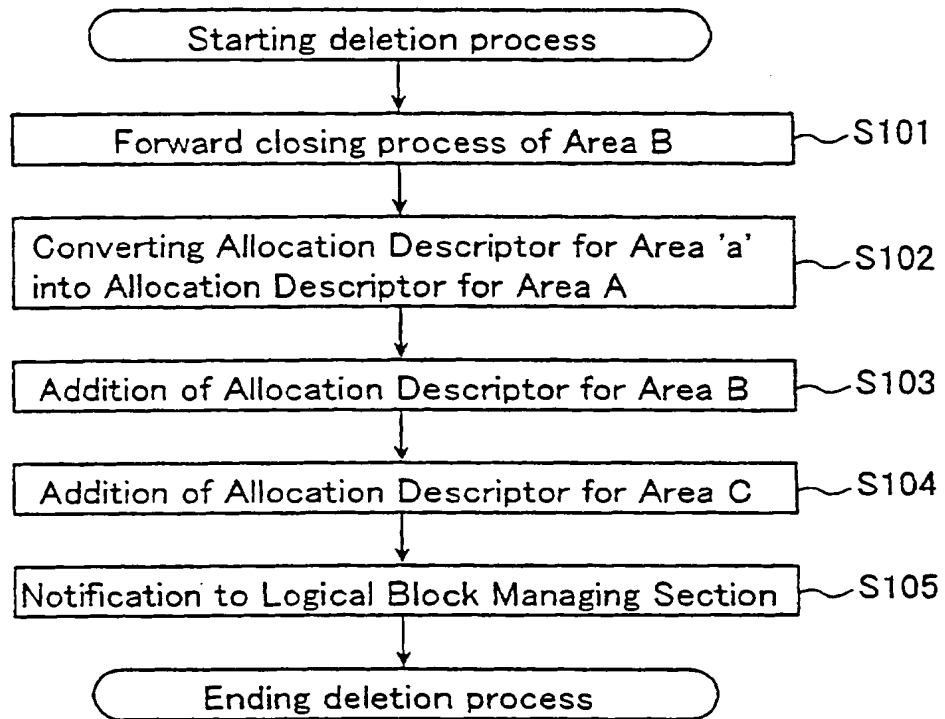 Starting deletion process
Forward closing process of Area B
S101
Converting Allocation Descriptor for Area 'a'
into Allocation Descriptor for Area A
S102
Addition of Allocation Descriptor for Area B
S103
Addition of Allocation Descriptor for Area C
S104
Notification to Logical Block Managing Section
S105
Ending deletion process